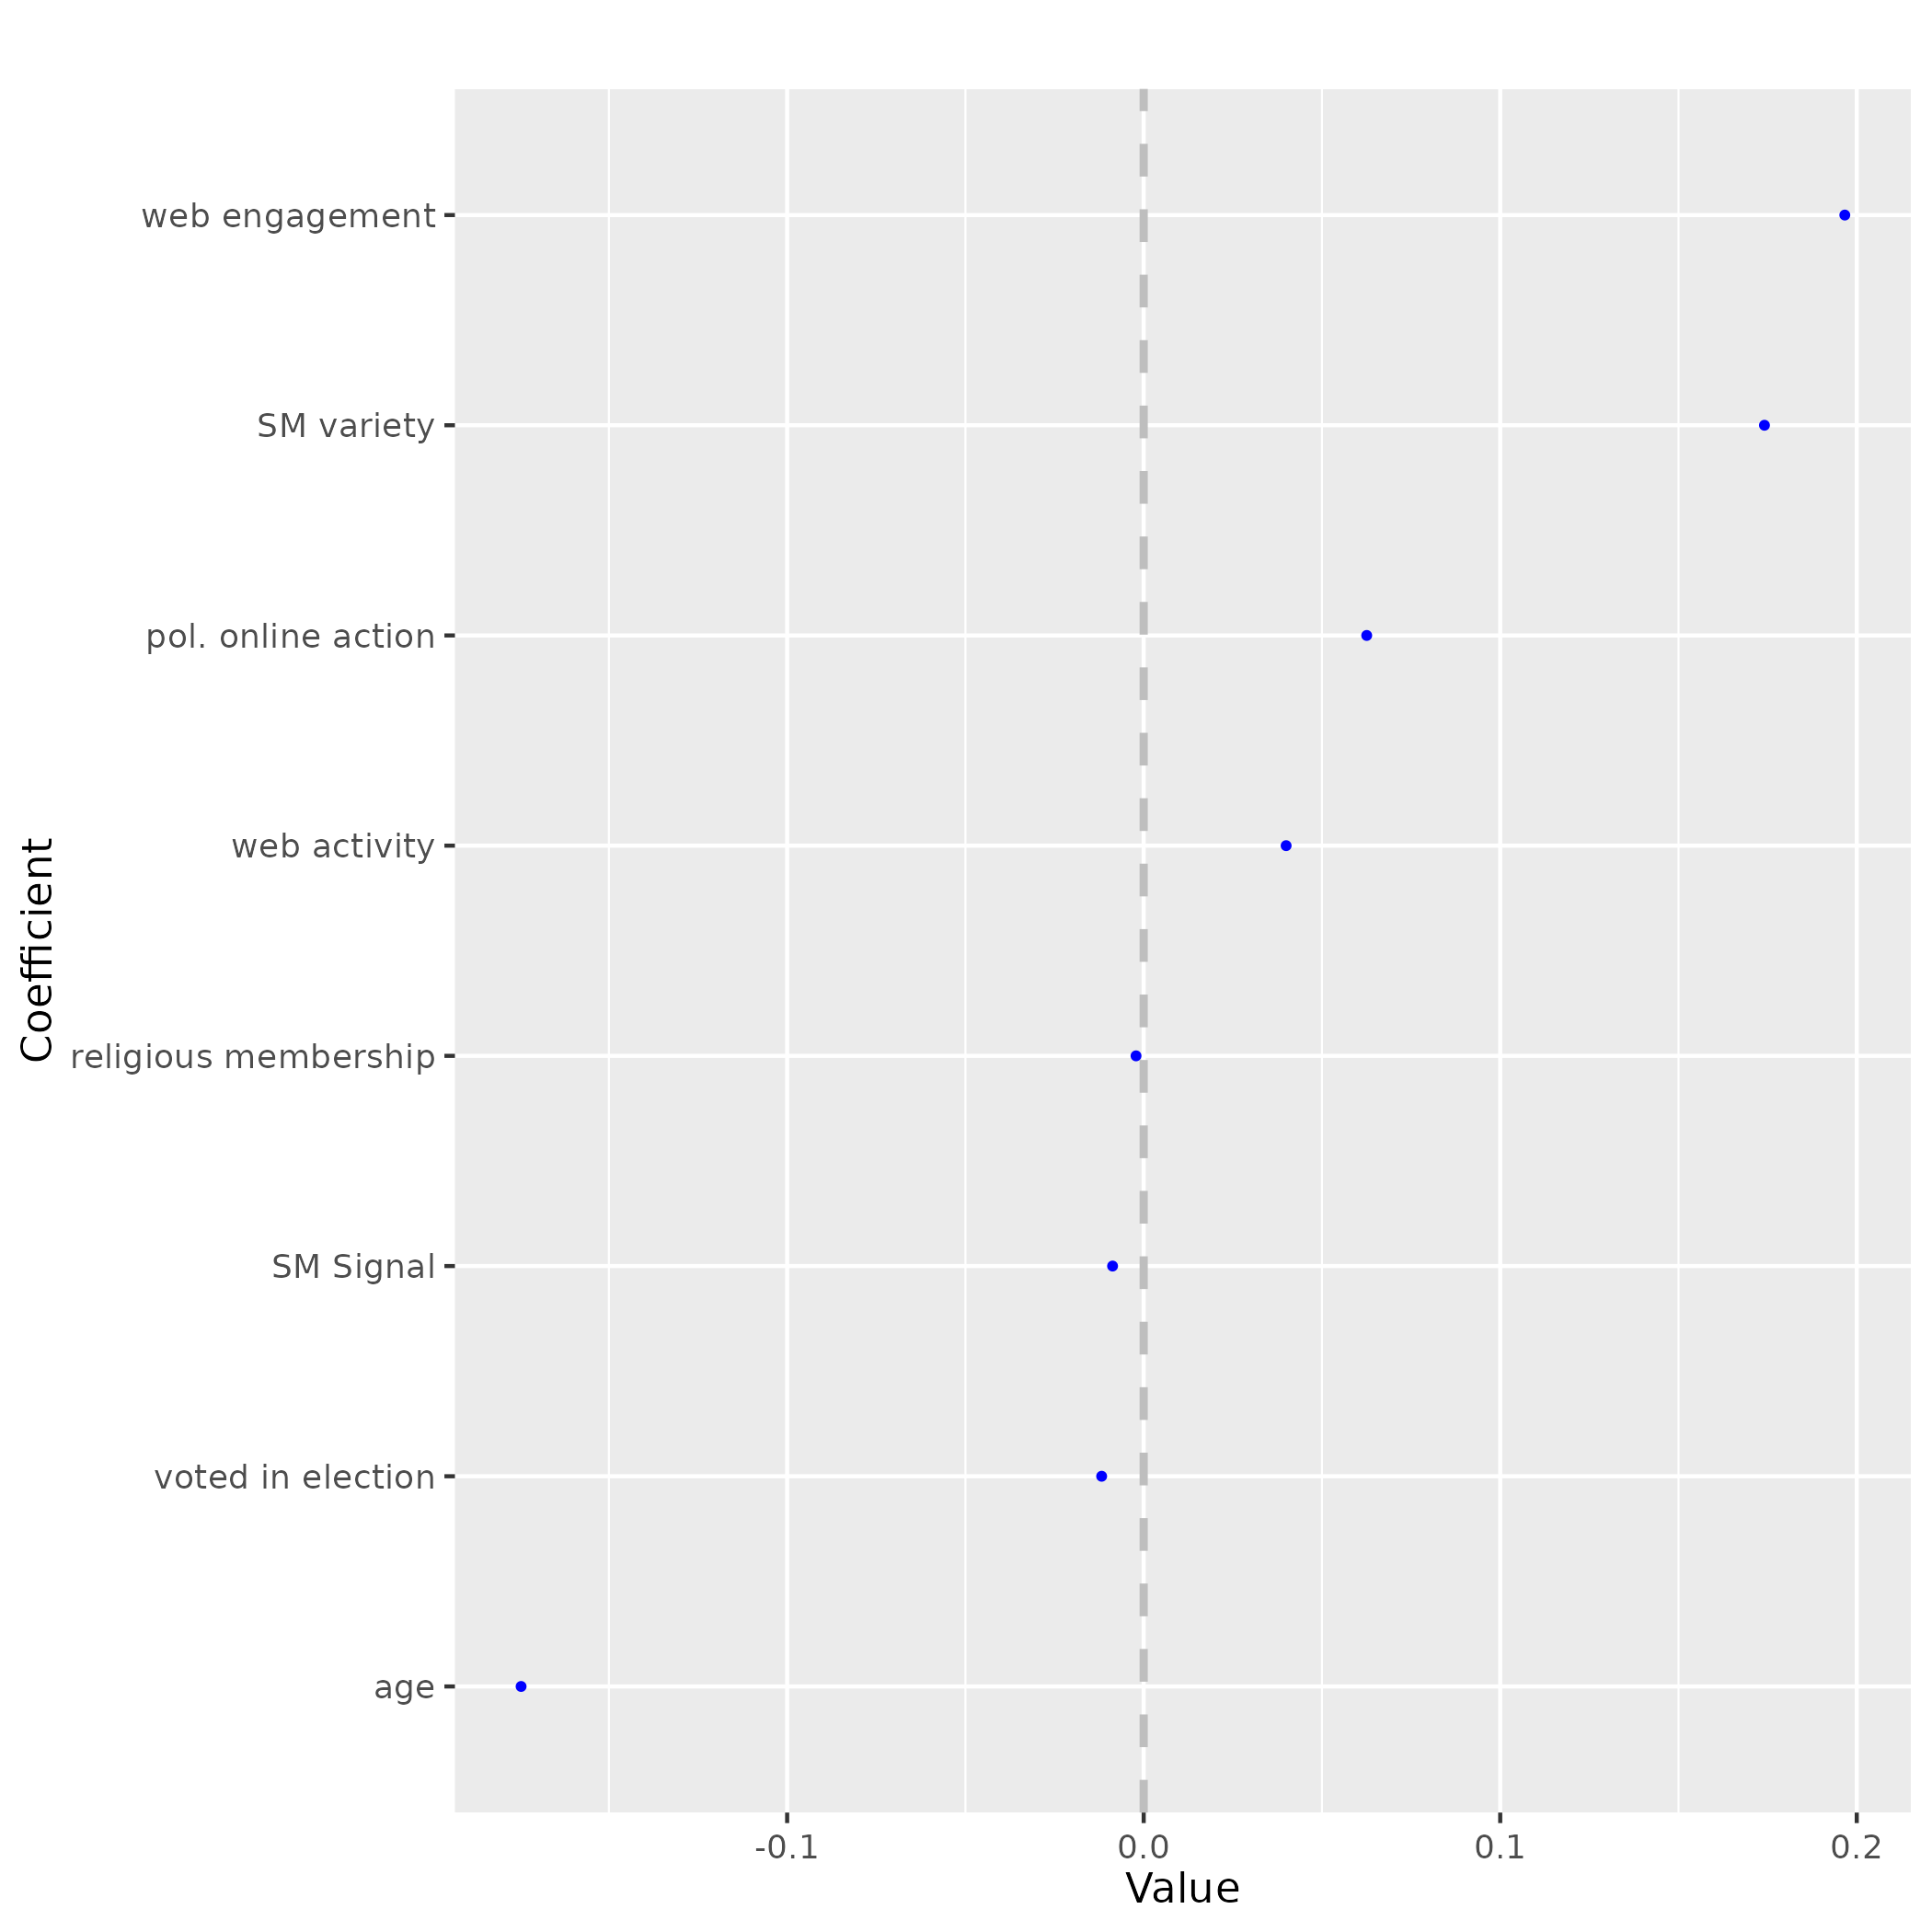 web engagement
SM variety
pol. online action
web activity
religious membership
SM Signal
voted in election
age
Coefficient
-0.1
0.0
0.1
0.2
Value